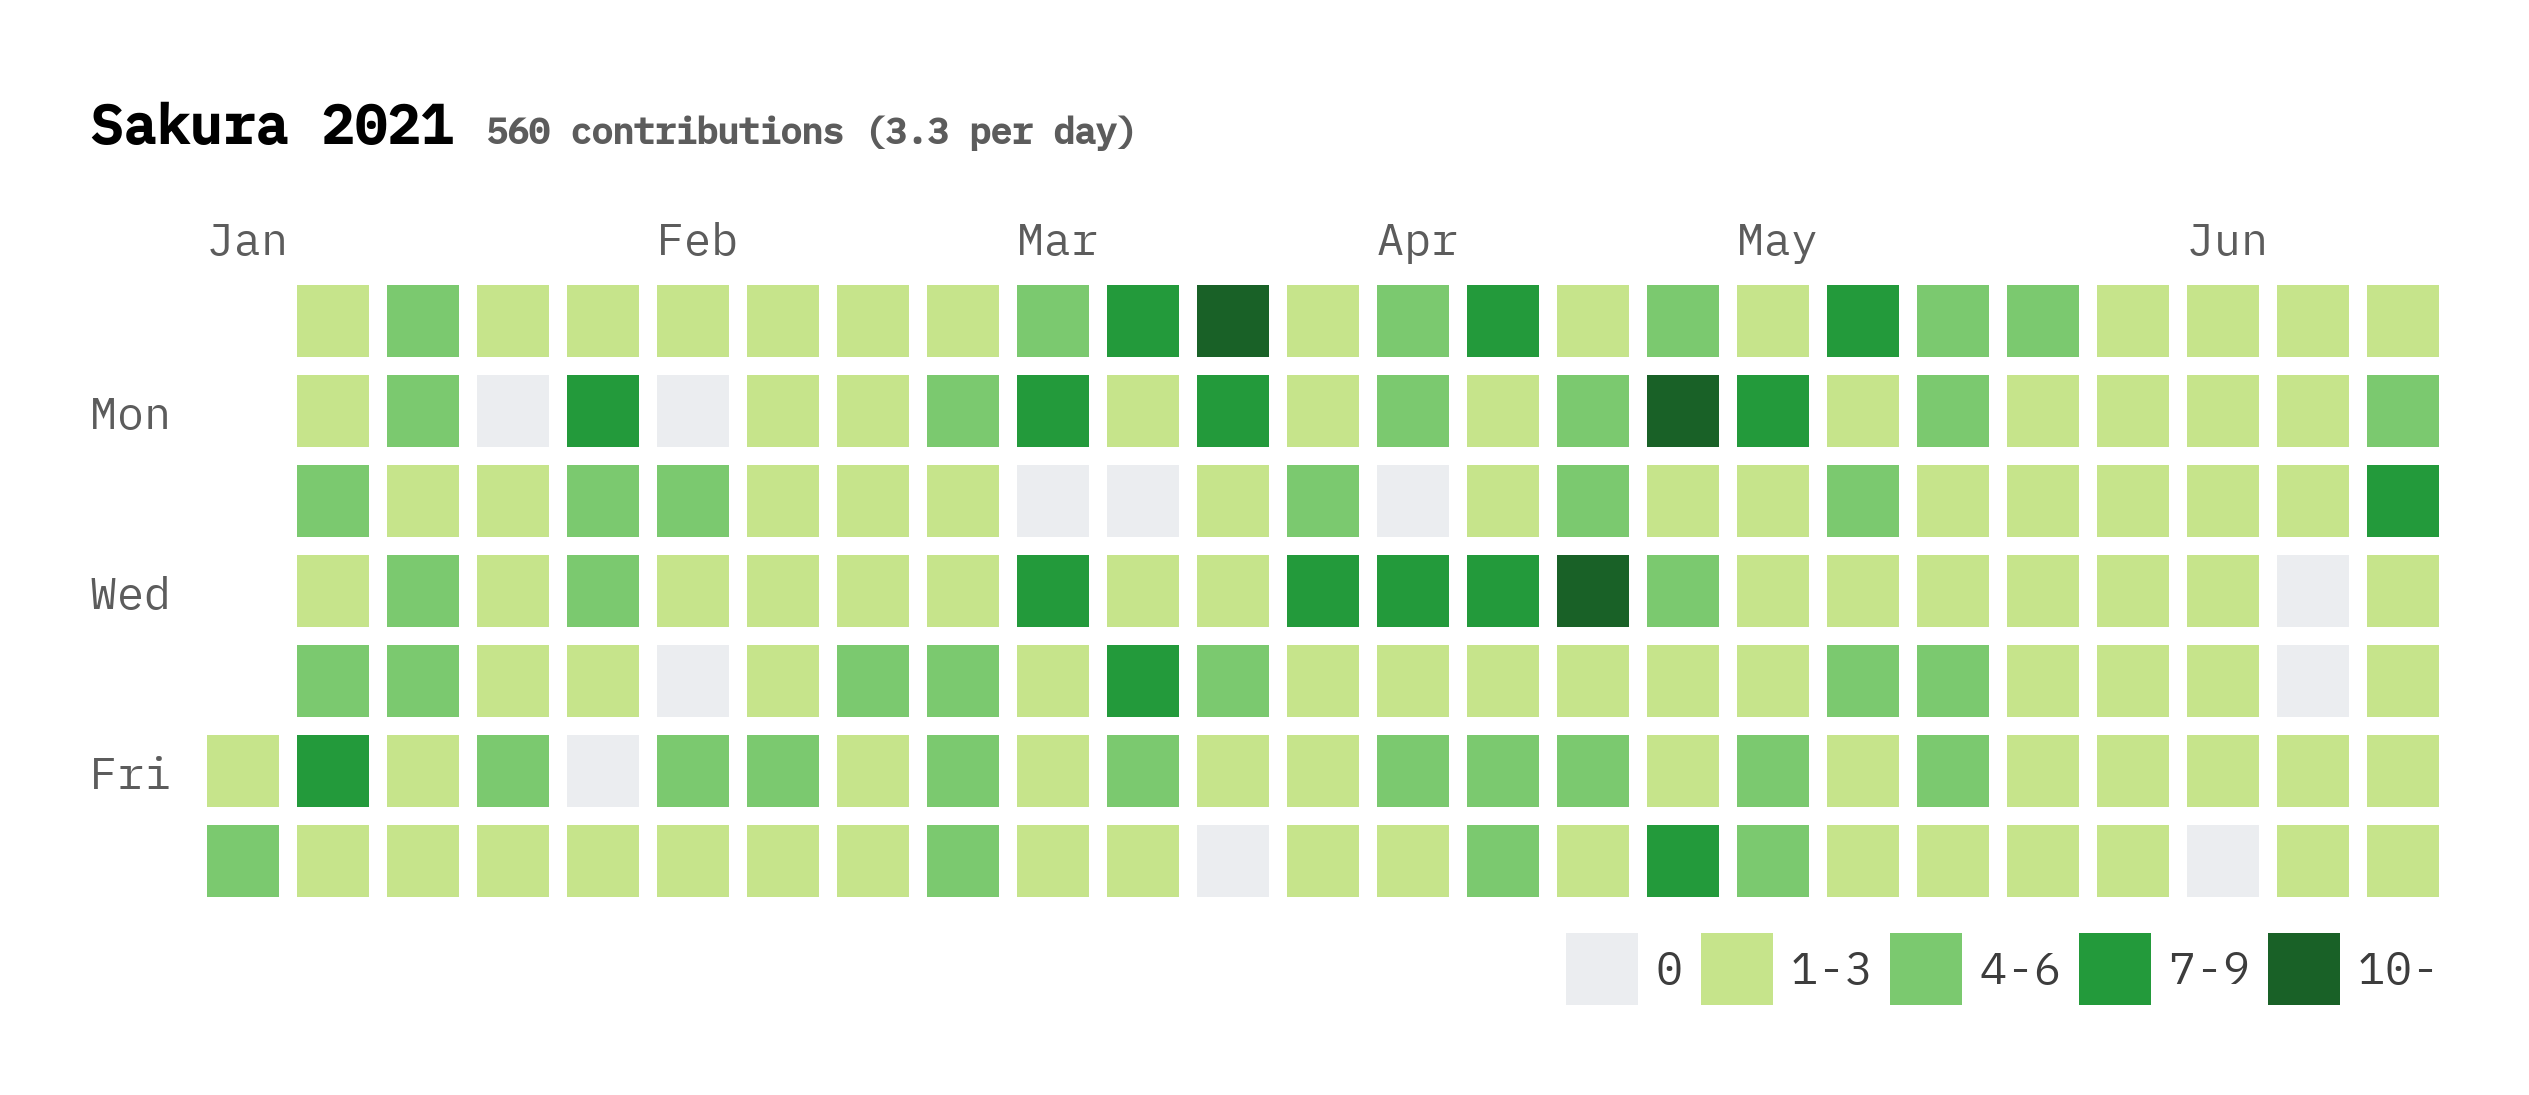 Sakura 2021 560 contributions (3.3 per day)
Jan Feb Mar Apr May Jun
Mon
Wed
Fri
0 1-3 4-6 7-9 10-